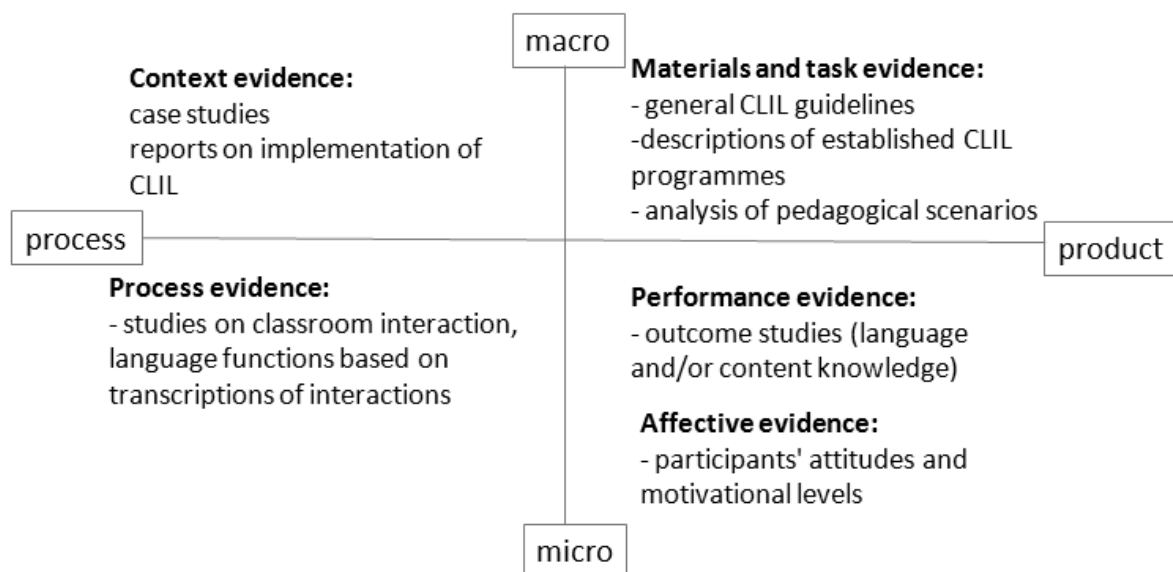 macro
Context evidence:
case studies
reports on implementation of
CLIL
Materials and task evidence:
- general CLIL guidelines
-descriptions of established CLIL
programmes
- analysis of pedagogical scenarios
process
product
Process evidence:
- studies on classroom interaction,
language functions based on
transcriptions of interactions
Performance evidence:
- outcome studies (language
and/or content knowledge)
Affective evidence:
- participants' attitudes and
motivational levels
micro